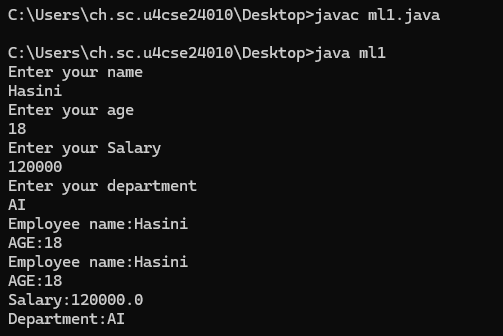 C:\Users\ch.sc.u4cse24010\Desktop>javac ml1.java
C:\Users\ch.sc.u4cse24010\Desktop>java ml1
Enter your name
Hasini
Enter your age
18
Enter your Salary
120000
Enter your department
AI
Employee name:Hasini
AGE:18
Employee name:Hasini
AGE:18
Salary:120000.0
Department:AI